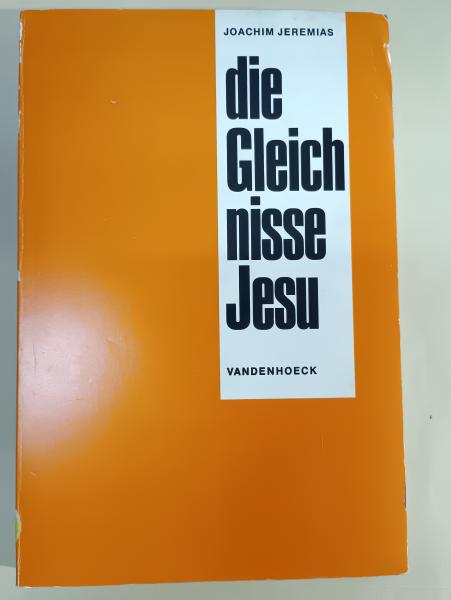 JOACHIM JEREMIAS
die
Gleich
nisse
Jesu
VANDENHOECK